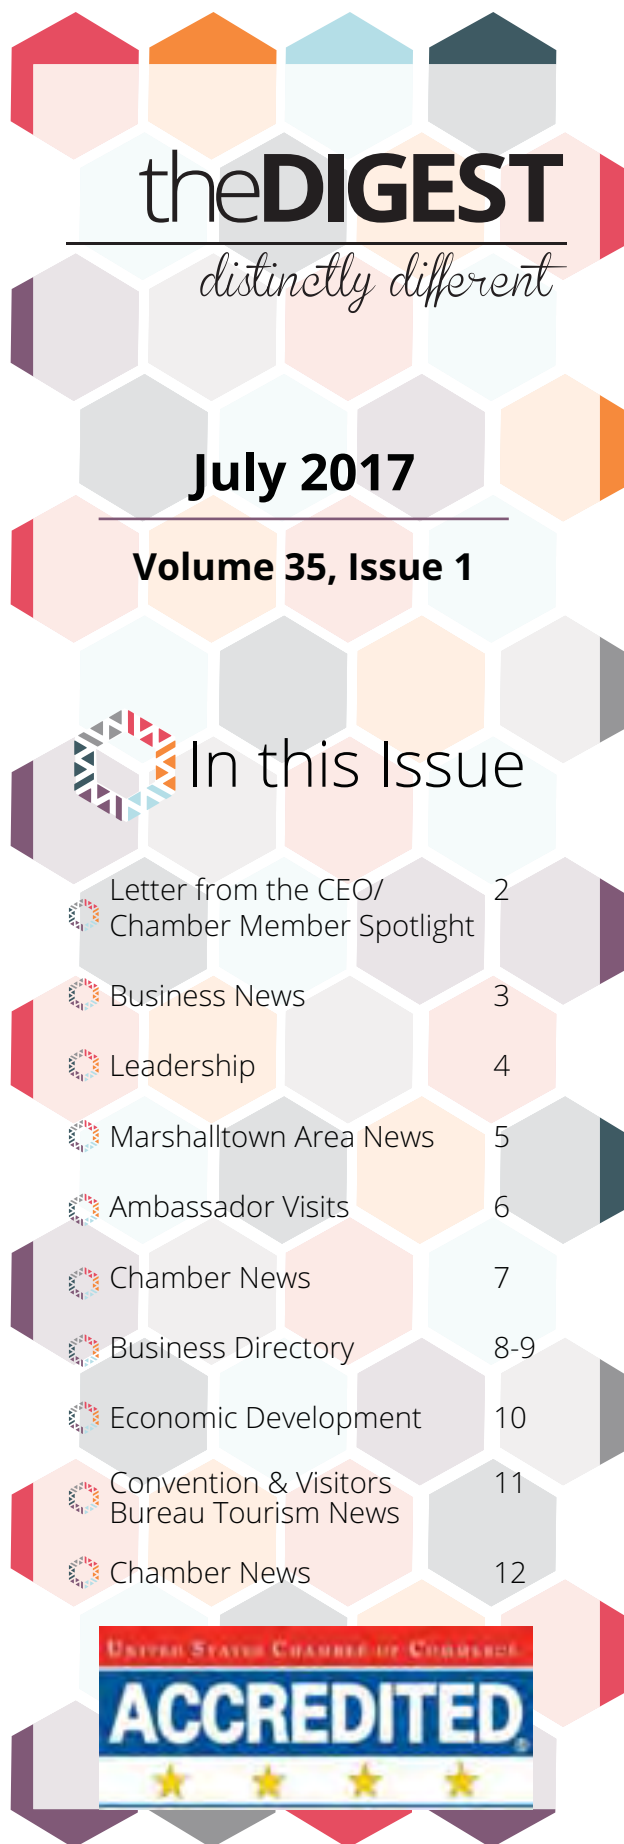 theDIGEST
distinctly different
July 2017
Volume 35, Issue 1
In this Issue
Letter from the CEO/ 2
Chamber Member Spotlight
Business News 3
Leadership 4
Marshalltown Area News 5
Ambassador Visits 6
Chamber News 7
Business Directory 8-9
Economic Development 10
Convention & Visitors 11
Bureau Tourism News
Chamber News 12
UNITED STATES CHAMBER OF COMMERCE
ACCREDITED®